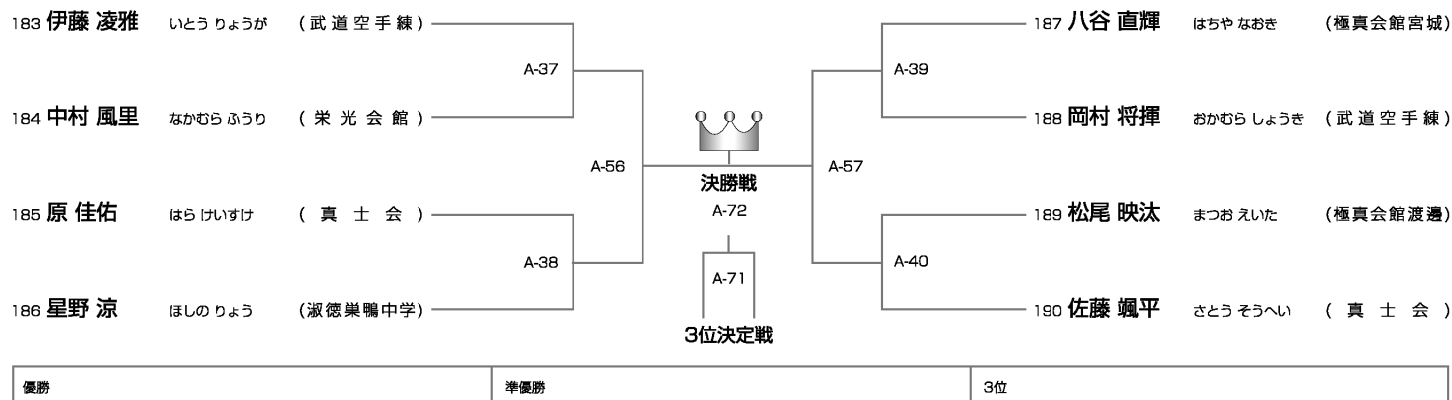 183 伊藤 凌雅 いとう りょうが (武道空手練)
A-37
184 中村 風里 なかむら ふうり (栄光会館)
A-56
185 原 佳佑 はら けいすけ (真士会)
A-38
186 星野 涼 ほしの りょう (淑徳巣鴨中学)
決勝戦
A-72
A-71
3位決定戦
187 八谷 直輝 はちや なおき (極真会館宮城)
A-39
188 岡村 将揮 おかむら しょうき (武道空手練)
A-57
189 松尾 映汰 まつお えいた (極真会館渡邊)
A-40
190 佐藤 颯平 さとう そうへい (真士会)
優勝 準優勝 3位